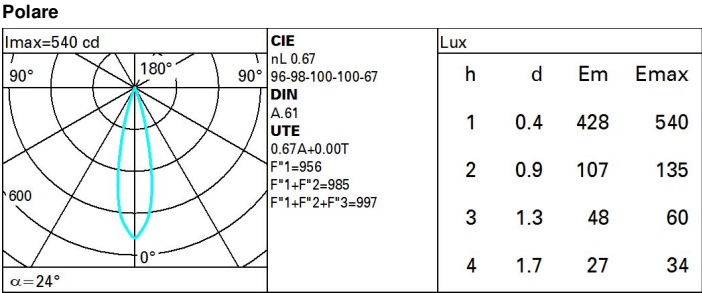 Polare
Imax=540 cd
90°
180°
90°
600
0°
α=24°
CIE
nL 0.67
96-98-100-100-67
DIN
A.61
UTE
0.67A+0.00T
F"1=956
F"1+F"2=985
F"1+F"2+F"3=997
Lux
h d Em Emax
1 0.4 428 540
2 0.9 107 135
3 1.3 48 60
4 1.7 27 34